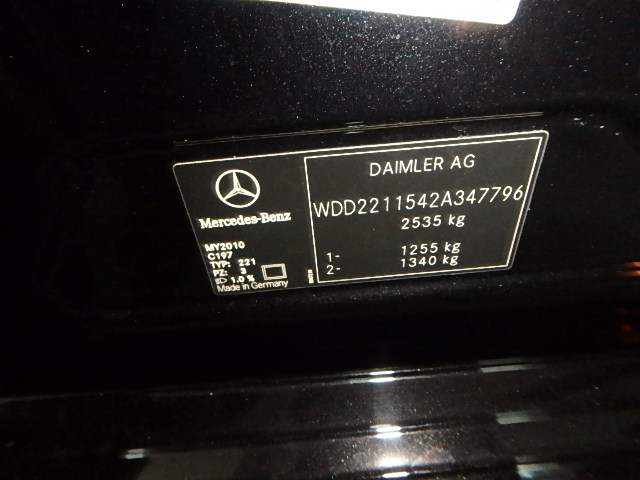 Mercedes-Benz
MY2010
C197
TYP: 221
PZ: 3
1.0 %
Made in Germany
DAIMLER AG
WDD2211542A347796
2535 kg
1- 1255 kg
2- 1340 kg